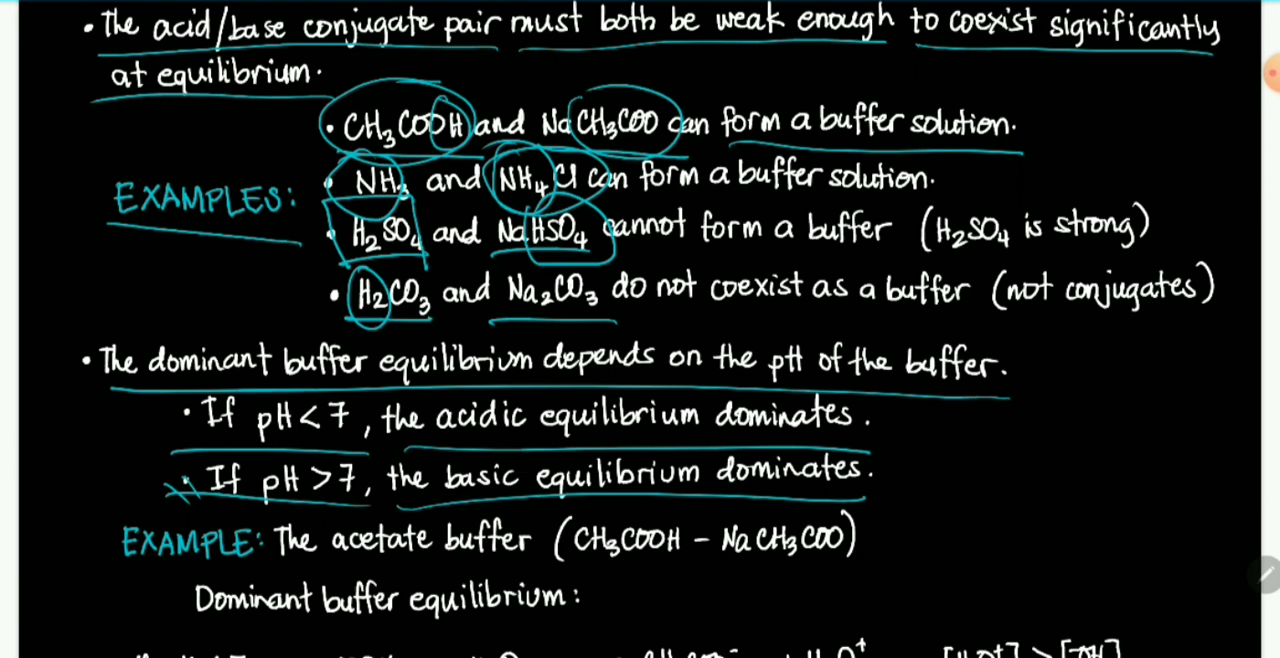 • The acid/base conjugate pair must both be weak enough to coexist significantly
at equilibrium.
• CH₃COOH and NaCH₃COO can form a buffer solution.
• NH₃ and NH₄Cl can form a buffer solution.
EXAMPLES:
• H₂SO₄ and NaHSO₄ cannot form a buffer (H₂SO₄ is strong)
• H₂CO₃ and Na₂CO₃ do not coexist as a buffer (not conjugates)
• The dominant buffer equilibrium depends on the pH of the buffer.
• If pH < 7, the acidic equilibrium dominates.
• If pH > 7, the basic equilibrium dominates.
EXAMPLE: The acetate buffer (CH₃COOH - NaCH₃COO)
Dominant buffer equilibrium: